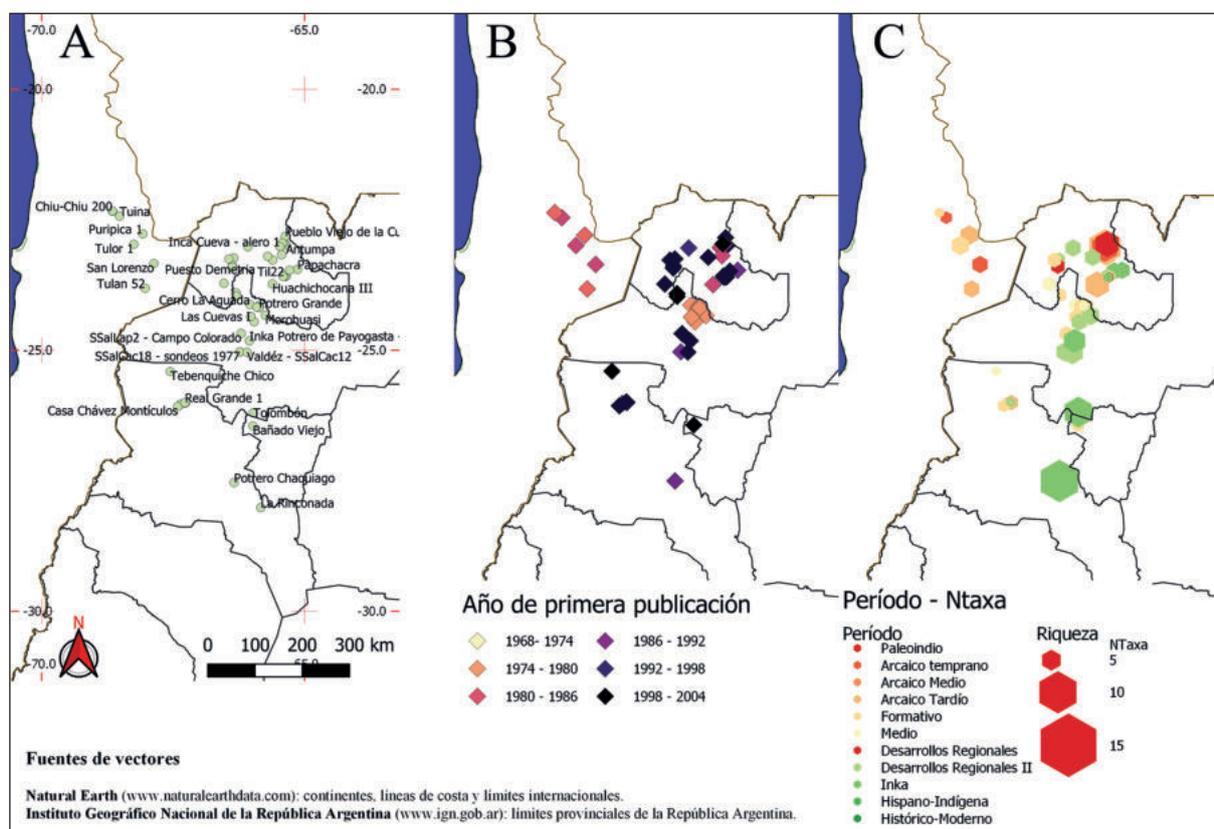 A
B
C
-70.0
-65.0
-20.0
-20.0
Chiu-Chiu 200
Tuina
Puripica 1
Tulor 1
San Lorenzo
Tulan 52
Inca Cueva - alero 1
Pueblo Viejo de la Cu
Antumpa
Papachacra
Puesto Demetria
Til22
Huachichocana III
Cerro La Aguada
Potrero Grande
Las Cuevas I
Morohuasi
SSalLap2 - Campo Colorado
Inka Potrero de Payogasta -
-25.0
-25.0
SSalCac18 - sondeos 1977
Valdéz - SSalCac12
Tebenquiche Chico
Real Grande 1
Casa Chávez Montículos
Tolombón
Bañado Viejo
Potrero Chaquiago
La Rinconada
-30.0
-30.0
N
0 100 200 300 km
70.0
65.0
Año de primera publicación
1968- 1974
1974 - 1980
1980 - 1986
1986 - 1992
1992 - 1998
1998 - 2004
Período - Ntaxa
Período
Paleoindio
Arcaico temprano
Arcaico Medio
Arcaico Tardío
Formativo
Medio
Desarrollos Regionales
Desarrollos Regionales II
Inka
Hispano-Indígena
Histórico-Moderno
Riqueza
NTaxa
5
10
15
Fuentes de vectores
Natural Earth (www.naturalearthdata.com): continentes, lineas de costa y limites internacionales.
Instituto Geográfico Nacional de la República Argentina (www.ign.gob.ar): limites provinciales de la República Argentina.